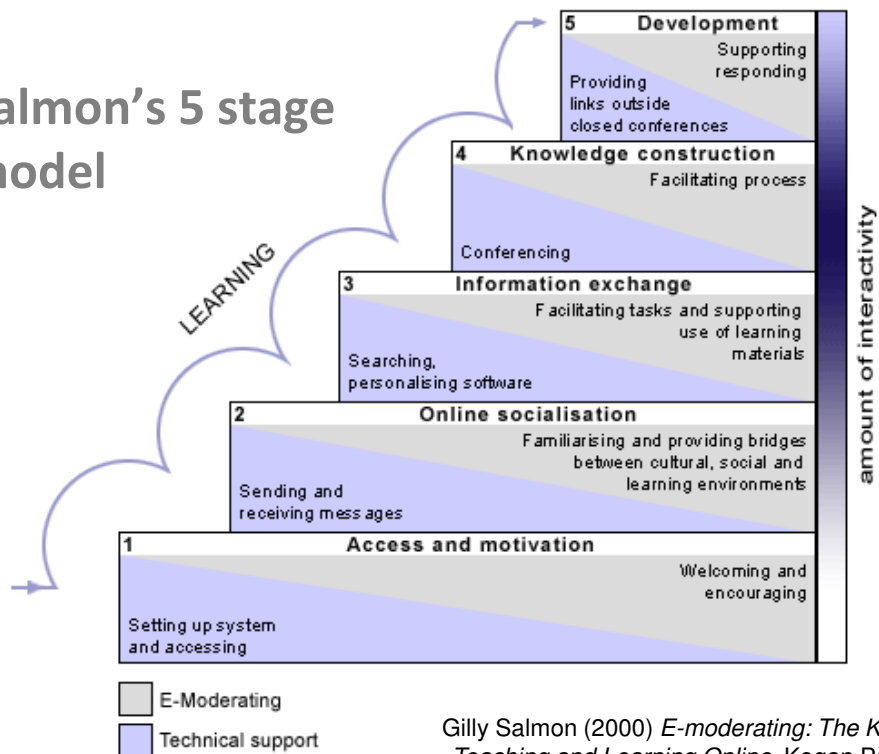 almon's 5 stage
odel
5 Development
Supporting
responding
Providing
links outside
closed conferences
4 Knowledge construction
Facilitating process
Conferencing
LEARNING
3 Information exchange
Facilitating tasks and supporting
use of learning
materials
Searching,
personalising software
2 Online socialisation
Familiarising and providing bridges
between cultural, social and
learning environments
Sending and
receiving messages
1 Access and motivation
Welcoming and
encouraging
Setting up system
and accessing
amount of interactivity
E-Moderating
Technical support
Gilly Salmon (2000) E-moderating: The K
Teaching and Learning Online, Kogan P